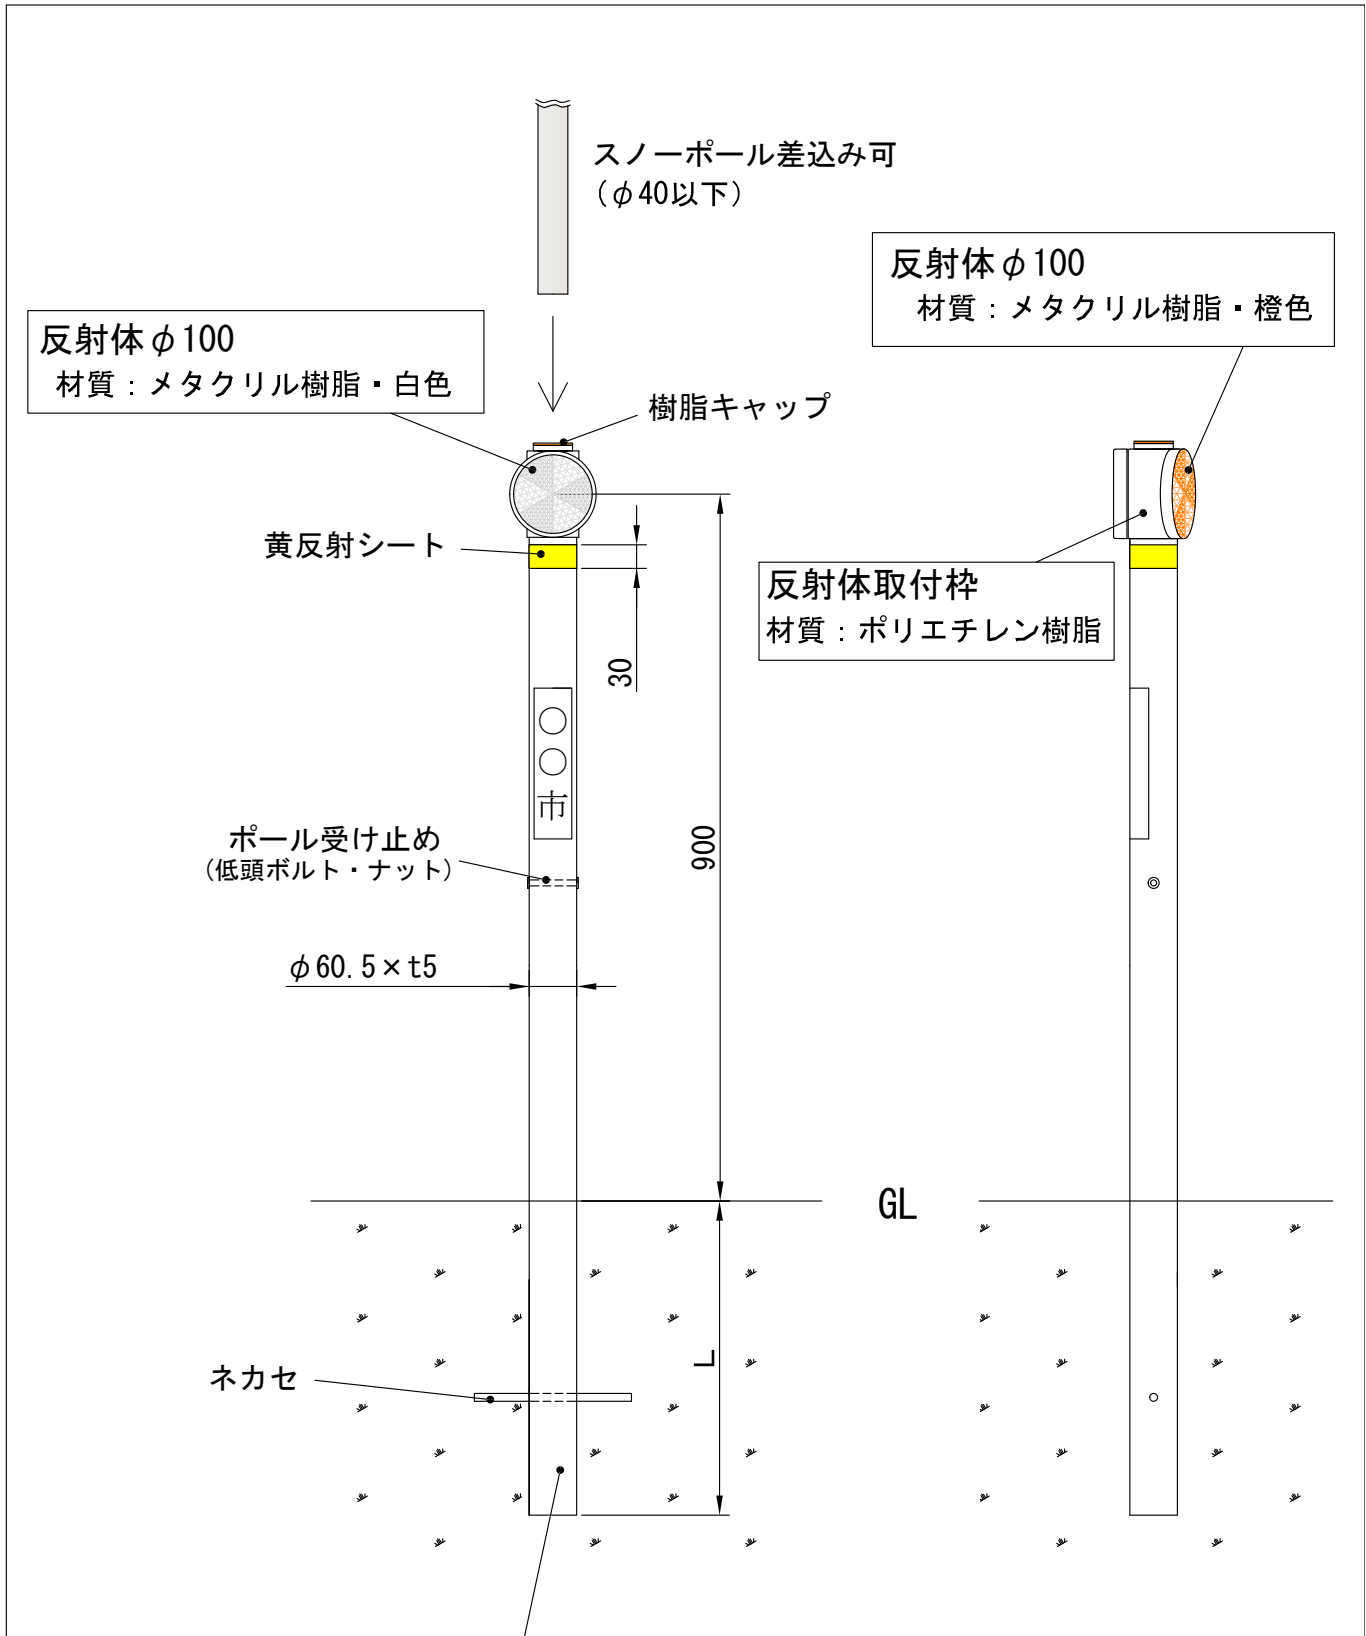 スノーポール差込み可
(φ40以下)
反射体φ100
材質：メタクリル樹脂・橙色
反射体φ100
材質：メタクリル樹脂・白色
樹脂キャップ
黄反射シート
反射体取付枠
材質：ポリエチレン樹脂
30
○
○
市
ポール受け止め
(低頭ボルト・ナット)
900
φ60.5×t5
GL
ネカセ
L